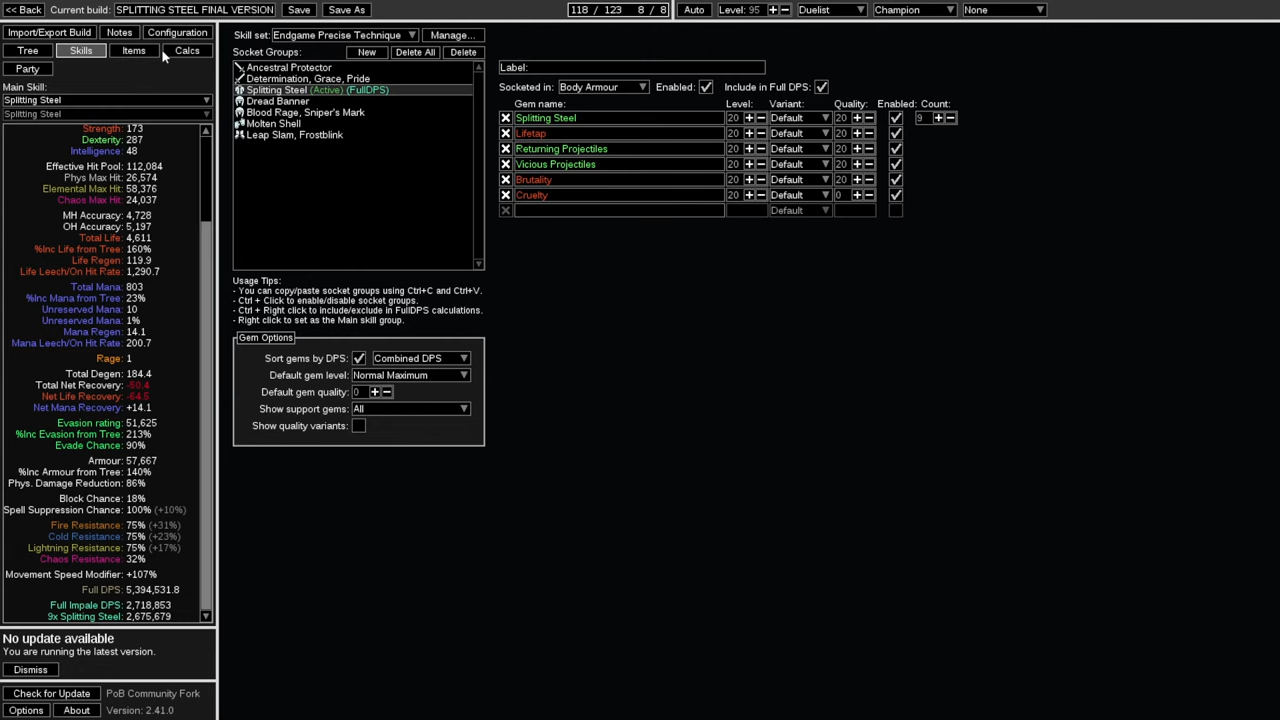 << Back
Current build: SPLITTING STEEL FINAL VERSION
Save
Save As
118 / 123 8 / 8
Auto
Level: 95
Duelist
Champion
None
Import/Export Build
Notes
Configuration
Tree
Skills
Items
Calcs
Party
Main Skill:
Splitting Steel
Splitting Steel
Strength: 173
Dexterity: 287
Intelligence: 48
Effective Hit Pool: 112,084
Phys Max Hit: 26,574
Elemental Max Hit: 58,376
Chaos Max Hit: 24,037
MH Accuracy: 4,728
OH Accuracy: 5,197
Total Life: 4,611
%Inc Life from Tree: 160%
Life Regen: 119.9
Life Leech/On Hit Rate: 1,290.7
Total Mana: 803
%Inc Mana from Tree: 23%
Unreserved Mana: 10
Unreserved Mana: 1%
Mana Regen: 14.1
Mana Leech/On Hit Rate: 200.7
Rage: 1
Total Degen: 184.4
Total Net Recovery: -50.4
Net Life Recovery: -64.5
Net Mana Recovery: +14.1
Evasion rating: 51,625
%Inc Evasion from Tree: 213%
Evade Chance: 90%
Armour: 57,667
%Inc Armour from Tree: 140%
Phys. Damage Reduction: 86%
Block Chance: 18%
Spell Suppression Chance: 100% (+10%)
Fire Resistance: 75% (+31%)
Cold Resistance: 75% (+23%)
Lightning Resistance: 75% (+17%)
Chaos Resistance: 32%
Movement Speed Modifier: +107%
Full DPS: 5,394,531.8
Full Impale DPS: 2,718,853
9x Splitting Steel: 2,675,679
No update available
You are running the latest version.
Dismiss
Check for Update
PoB Community Fork
Options
About
Version: 2.41.0
Skill set: Endgame Precise Technique
Manage...
Socket Groups:
New
Delete All
Delete
Ancestral Protector
Determination, Grace, Pride
Splitting Steel (Active) (FullDPS)
Dread Banner
Blood Rage, Sniper's Mark
Molten Shell
Leap Slam, Frostblink
Usage Tips:
- You can copy/paste socket groups using Ctrl+C and Ctrl+V.
- Ctrl + Click to enable/disable socket groups.
- Ctrl + Right click to include/exclude in FullDPS calculations.
- Right click to set as the Main skill group.
Gem Options
Sort gems by DPS: Combined DPS
Default gem level: Normal Maximum
Default gem quality: 0
Show support gems: All
Show quality variants:
Label:
Socketed in: Body Armour
Enabled:
Include in Full DPS:
Gem name: Level: Variant: Quality: Enabled: Count:
Splitting Steel 20 Default 20 9
Lifetap 20 Default 20
Returning Projectiles 20 Default 20
Vicious Projectiles 20 Default 20
Brutality 20 Default 20
Cruelty 20 Default 0
Default